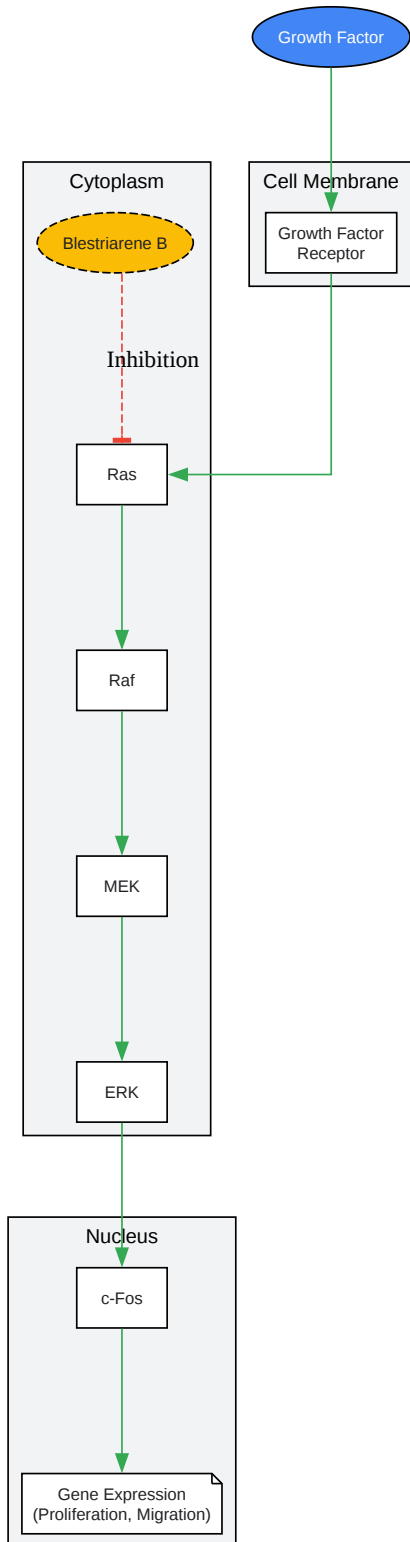 Growth Factor
Cytoplasm
Cell Membrane
Blestriarene B
Growth Factor
Receptor
Inhibition
Ras
Raf
MEK
ERK
Nucleus
c-Fos
Gene Expression
(Proliferation, Migration)